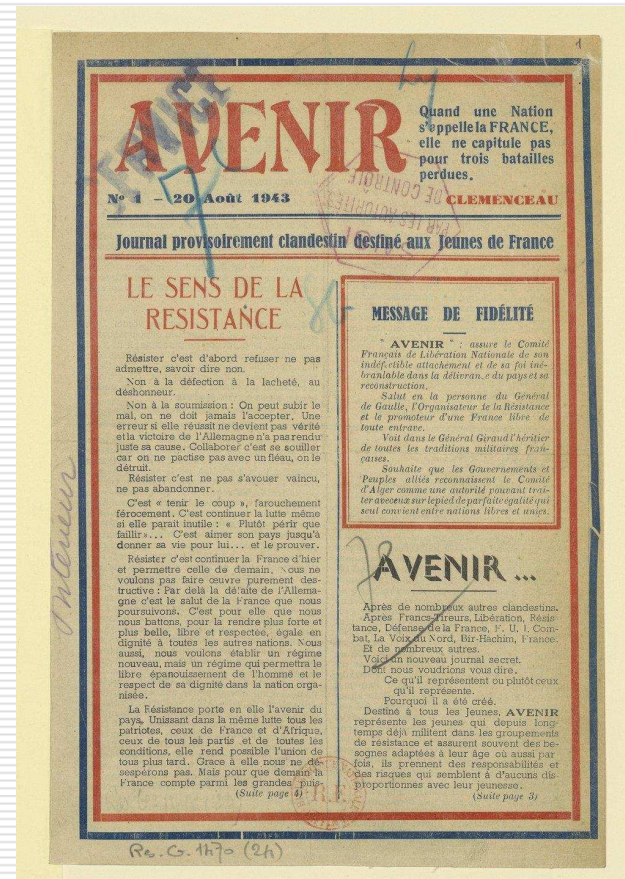 1
AVENIR
Quand une Nation
s'appelle la FRANCE,
elle ne capitule pas
pour trois batailles
perdues.
CLEMENCEAU
N° 1 - 20 Août 1943
PAR LES AUTORITÉS
DE CONTROLE
Journal provisoirement clandestin destiné aux Jeunes de France
LE SENS DE LA
RESISTANCE
Résister c'est d'abord refuser ne pas
admettre, savoir dire non.
Non à la défection à la lacheté, au
déshonneur.
Non à la soumission : On peut subir le
mal, on ne doit jamais l'accepter. Une
erreur si elle réussit ne devient pas vérité
et la victoire de l'Allemagne n'a pas rendu
juste sa cause. Collaborer c'est se souiller
car on ne pactise pas avec un fléau, on le
détruit.
Résister c'est ne pas s'avouer vaincu,
ne pas abandonner.
C'est « tenir le coup », farouchement
férocement. C'est continuer la lutte même
si elle parait inutile : « Plutôt périr que
faillir »... C'est aimer son pays jusqu'à
donner sa vie pour lui... et le prouver.
Résister c'est continuer la France d'hier
et permettre celle de demain. Nous ne
voulons pas faire œuvre purement des-
tructive : Par delà la défaite de l'Allema-
gne c'est le salut de la France que nous
poursuivons. C'est pour elle que nous
nous battons, pour la rendre plus forte et
plus belle, libre et respectée, égale en
dignité à toutes les autres nations. Nous
aussi, nous voulons établir un régime
nouveau, mais un régime qui permettra le
libre épanouissement de l'homme et le
respect de sa dignité dans la nation orga-
nisée.
La Résistance porte en elle l'avenir du
pays. Unissant dans la même lutte tous les
patriotes, ceux de France et d'Afrique,
ceux de tous les partis et de toutes les
conditions, elle rend possible l'union de
tous plus tard. Grace à elle nous ne dé-
sespérons pas. Mais pour que demain la
France compte parmi les grandes puis-
(Suite page 4)
MESSAGE DE FIDÉLITÉ
" AVENIR " : assure le Comité
Français de Libération Nationale de son
indéfectible attachement et de sa foi iné-
branlable dans la délivrance du pays et sa
reconstruction.
Salut en la personne du Général
de Gaulle, l'Organisateur de la Résistance
et le promoteur d'une France libre de
toute entrave.
Voit dans le Général Giraud l'héritier
de toutes les traditions militaires fran-
çaises.
Souhaite que les Gouvernements et
Peuples alliés reconnaissent le Comité
d'Alger comme une autorité pouvant trai-
ter avec eux sur le pied de parfaite égalité qui
seul convient entre nations libres et unies.
AVENIR ...
Après de nombreux autres clandestins.
Après Francs-Tireurs, Libération, Résis-
tance, Défense de la France, F. U. J. Com-
bat, La Voix du Nord, Bir-Hachim, France.
Et de nombreux autres.
Voici un nouveau journal secret.
Dont nous voudrions vous dire.
Ce qu'il représentent ou plutôt ceux
qu'il représente.
Pourquoi il a été créé.
Destiné à tous les Jeunes, AVENIR
représente les jeunes qui depuis long-
temps déjà militent dans les groupements
de résistance et assurent souvent des be-
sognes adaptées à leur âge où aussi par
fois, ils prennent des responsabilités et
des risques qui semblent à d'aucuns dis
proportionnés avec leur jeunesse.
(Suite page 3)
R.F.
78
Intérieur
Res. G. 1470 (24)